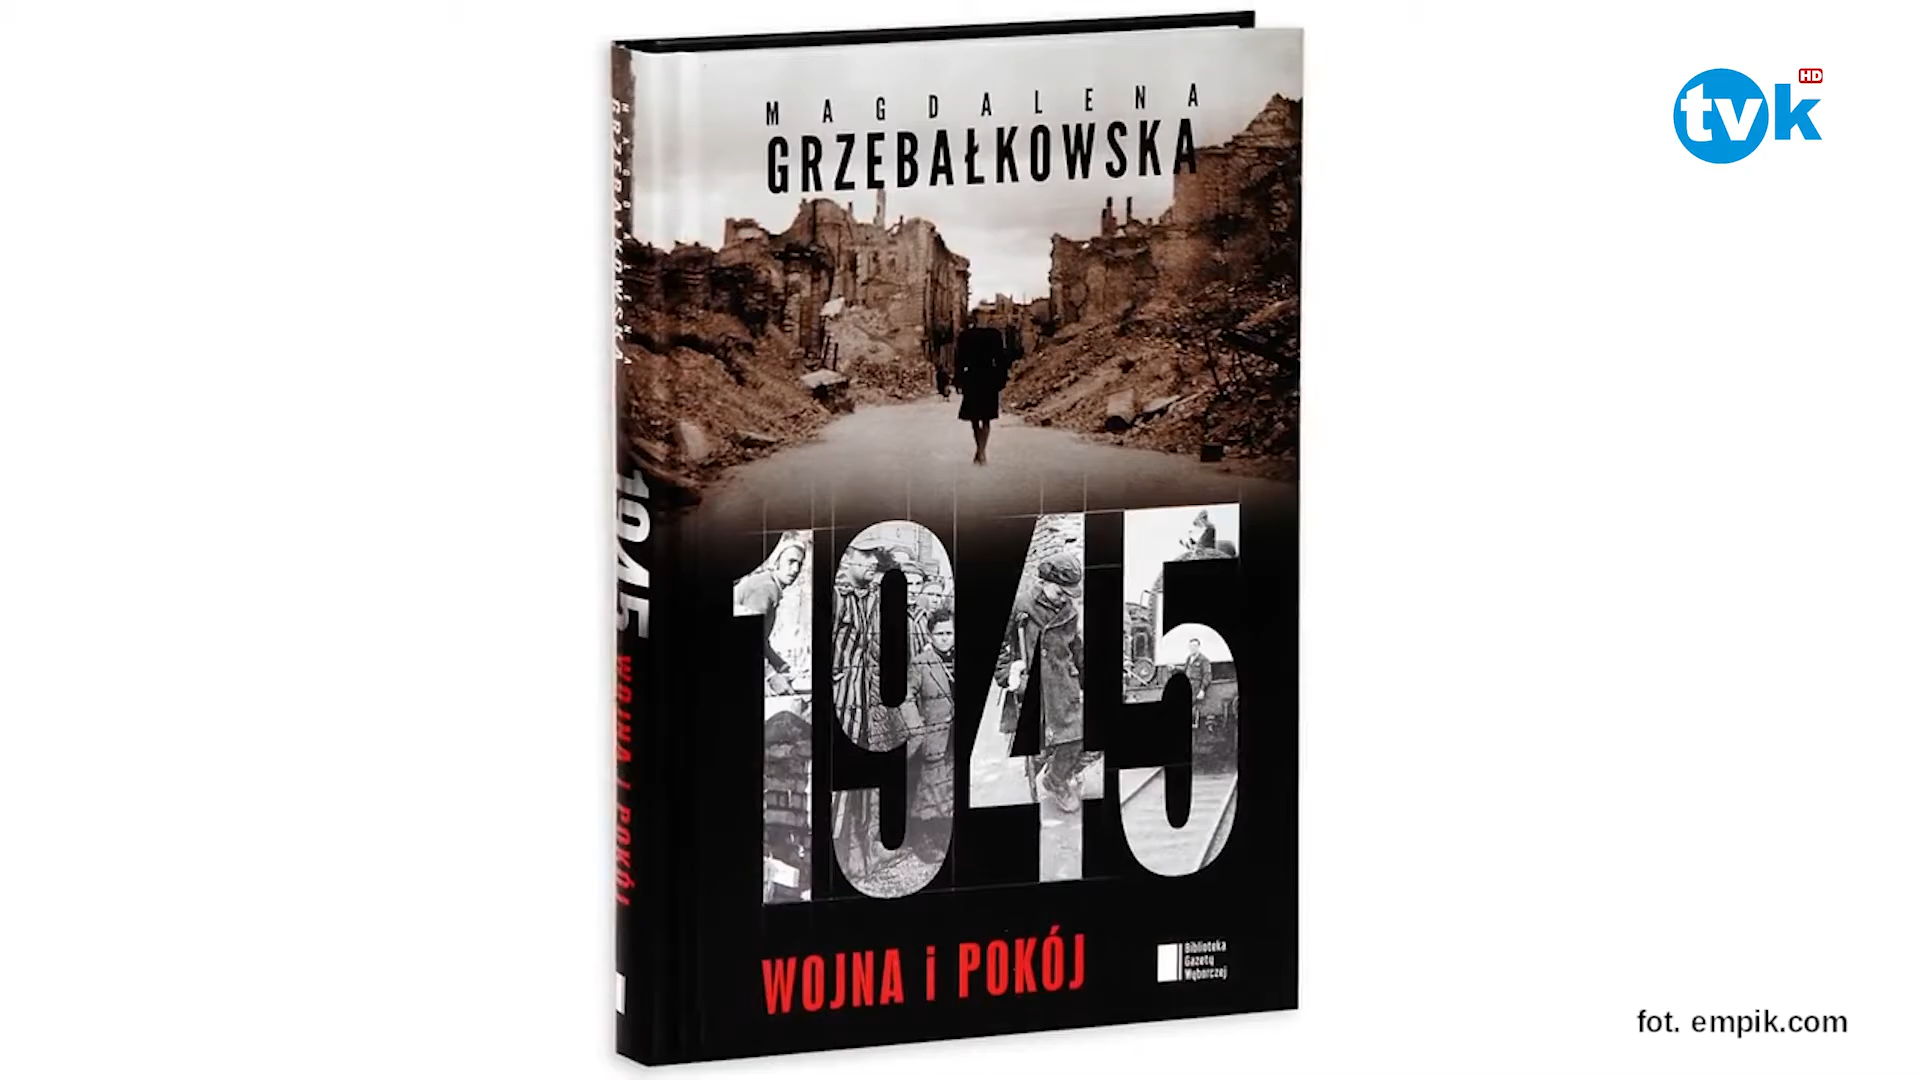 MAGDALENA
GRZEBAŁKOWSKA
MAGDALENA
GRZEBAŁKOWSKA
1945 WOJNA I POKÓJ
1945
WOJNA i POKÓJ
Biblioteka
Gazety
Wyborczej
tvk HD
fot. empik.com